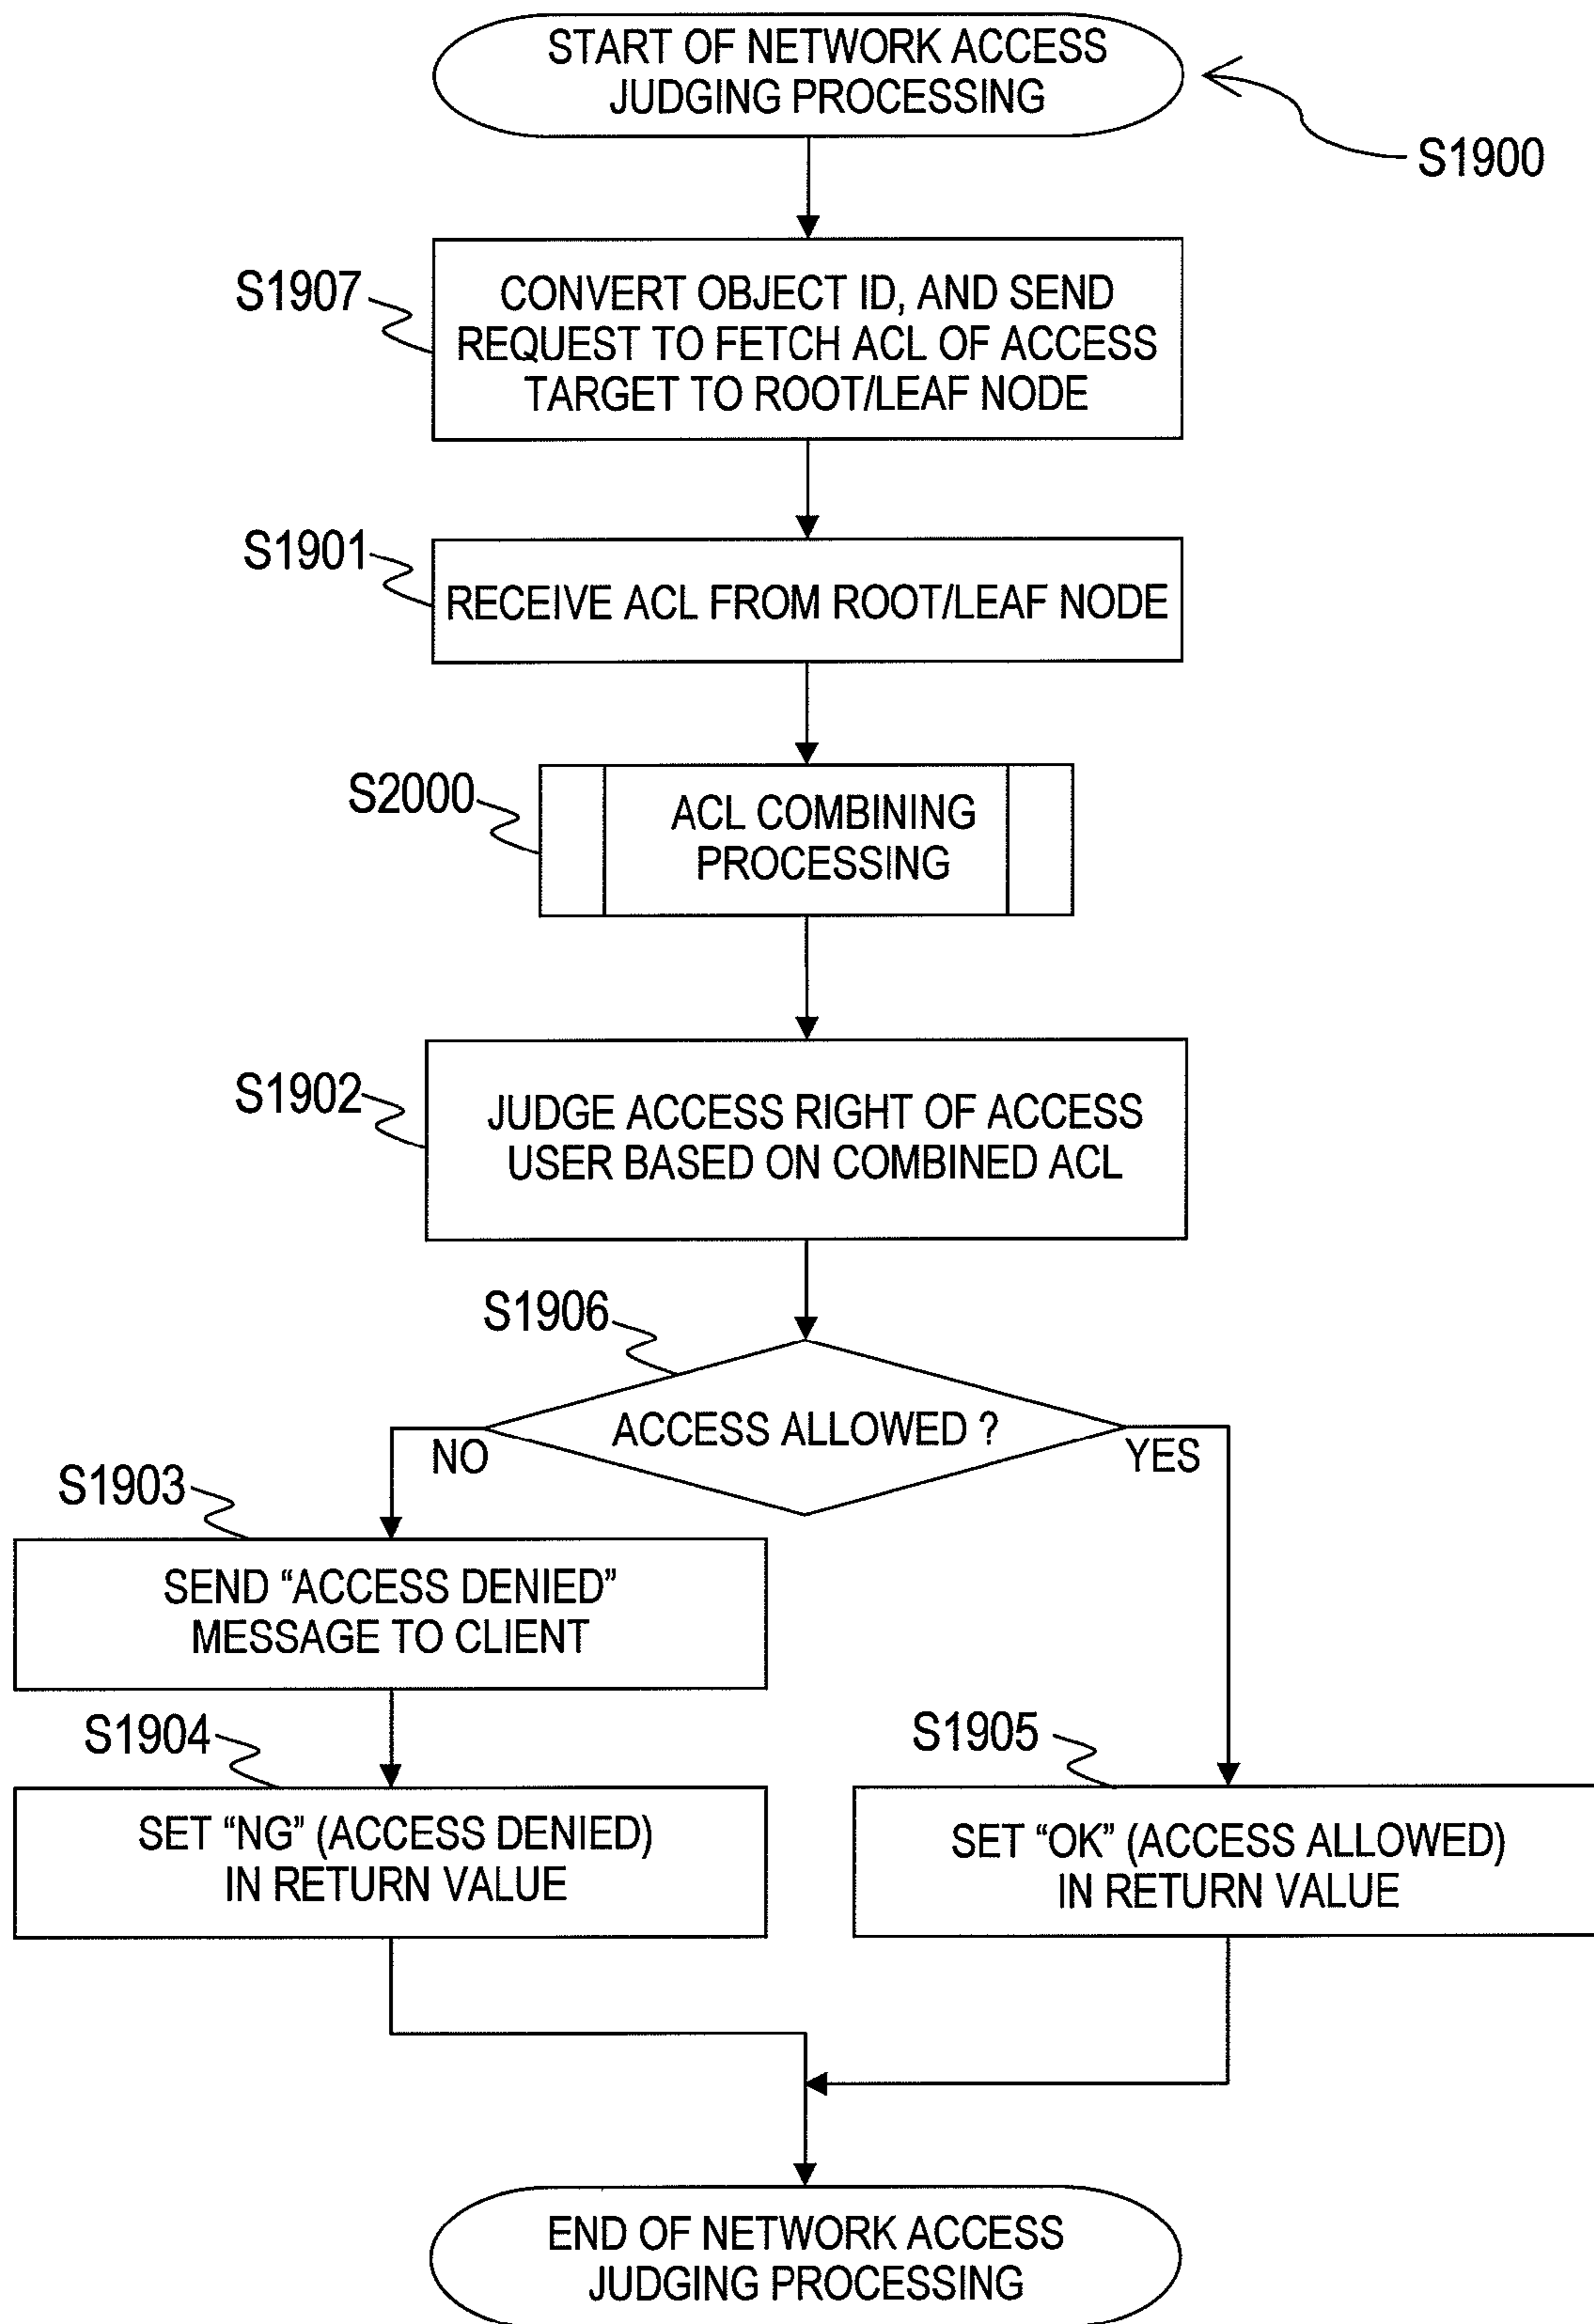 START OF NETWORK ACCESS
JUDGING PROCESSING
S1900
S1907
CONVERT OBJECT ID, AND SEND
REQUEST TO FETCH ACL OF ACCESS
TARGET TO ROOT/LEAF NODE
S1901
RECEIVE ACL FROM ROOT/LEAF NODE
S2000
ACL COMBINING
PROCESSING
S1902
JUDGE ACCESS RIGHT OF ACCESS
USER BASED ON COMBINED ACL
S1906
ACCESS ALLOWED ?
NO
YES
S1903
SEND “ACCESS DENIED”
MESSAGE TO CLIENT
S1904
SET “NG” (ACCESS DENIED)
IN RETURN VALUE
S1905
SET “OK” (ACCESS ALLOWED)
IN RETURN VALUE
END OF NETWORK ACCESS
JUDGING PROCESSING